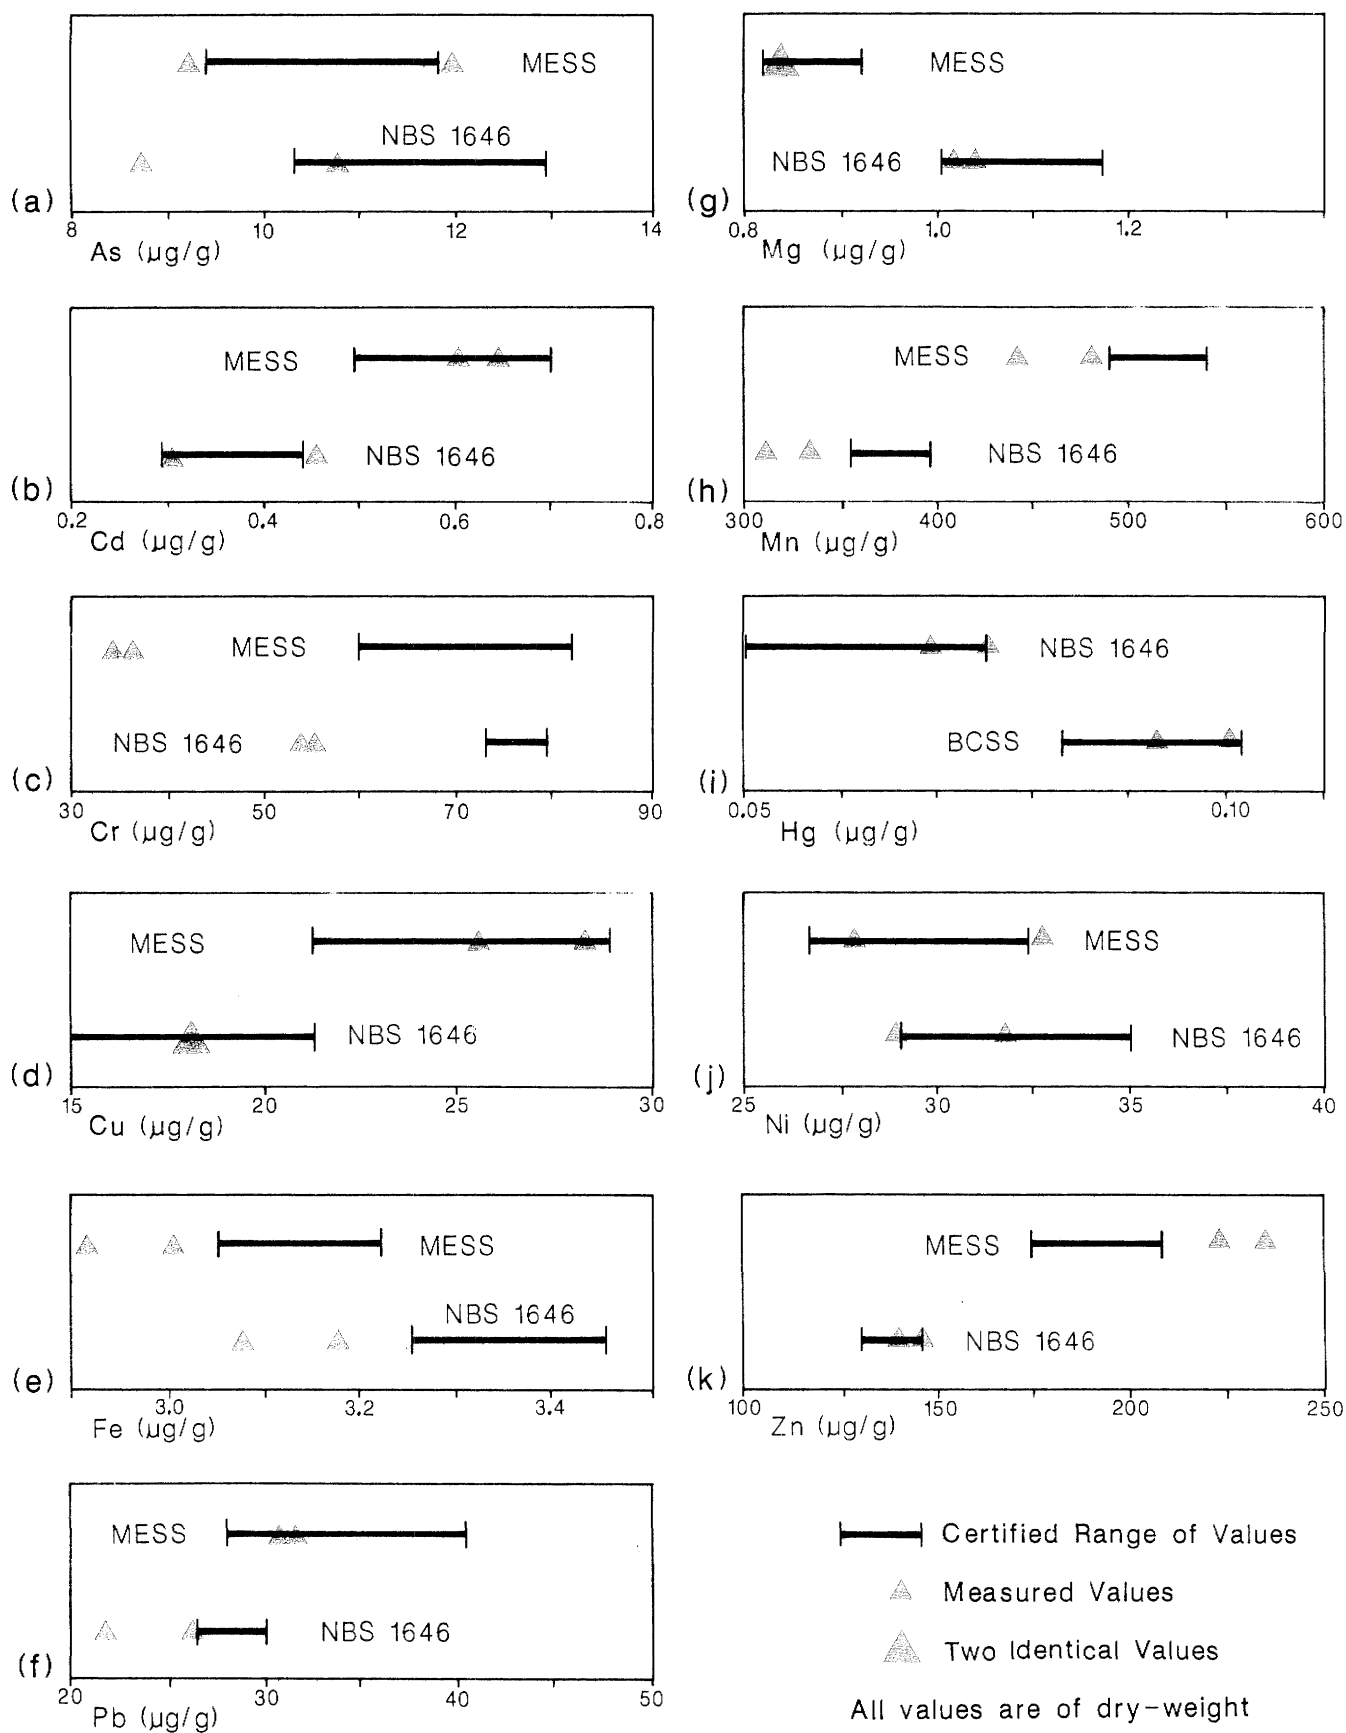 MESS
NBS 1646
(a)
8 10 12 14
As (µg/g)
MESS
NBS 1646
(b)
0.2 0.4 0.6 0.8
Cd (µg/g)
MESS
NBS 1646
(c)
30 50 70 90
Cr (µg/g)
MESS
NBS 1646
(d)
15 20 25 30
Cu (µg/g)
MESS
NBS 1646
(e)
3.0 3.2 3.4
Fe (µg/g)
MESS
NBS 1646
(f)
20 30 40 50
Pb (µg/g)
MESS
NBS 1646
(g)
0.8 1.0 1.2
Mg (µg/g)
MESS
NBS 1646
(h)
300 400 500 600
Mn (µg/g)
NBS 1646
BCSS
(i)
0.05 0.10
Hg (µg/g)
MESS
NBS 1646
(j)
25 30 35 40
Ni (µg/g)
MESS
NBS 1646
(k)
100 150 200 250
Zn (µg/g)
Certified Range of Values
Measured Values
Two Identical Values
All values are of dry-weight